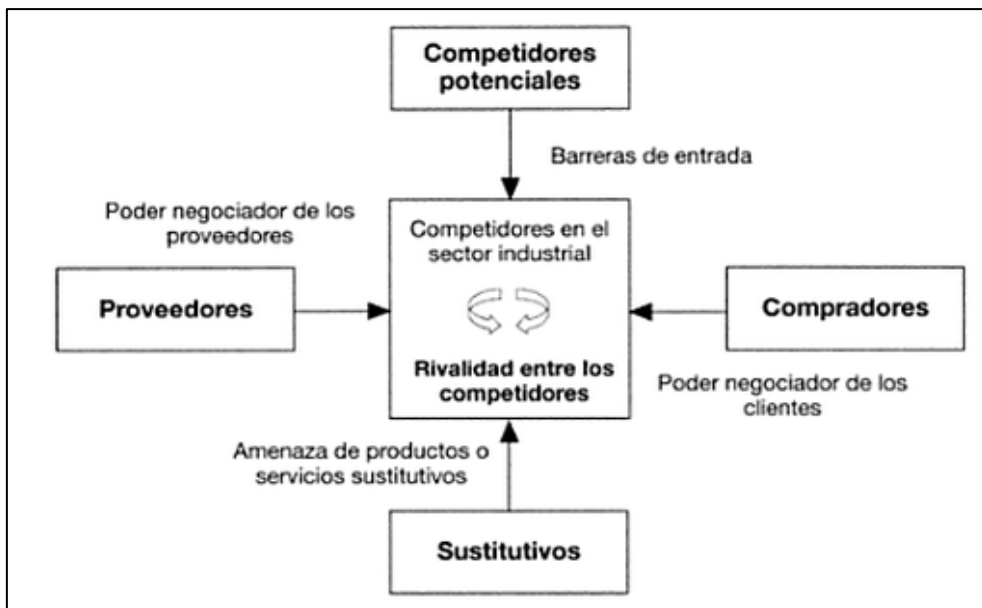 Competidores
potenciales
Barreras de entrada
Poder negociador de los
proveedores
Competidores en el
sector industrial
Proveedores
Compradores
Rivalidad entre los
competidores
Poder negociador de los
clientes
Amenaza de productos o
servicios sustitutivos
Sustitutivos